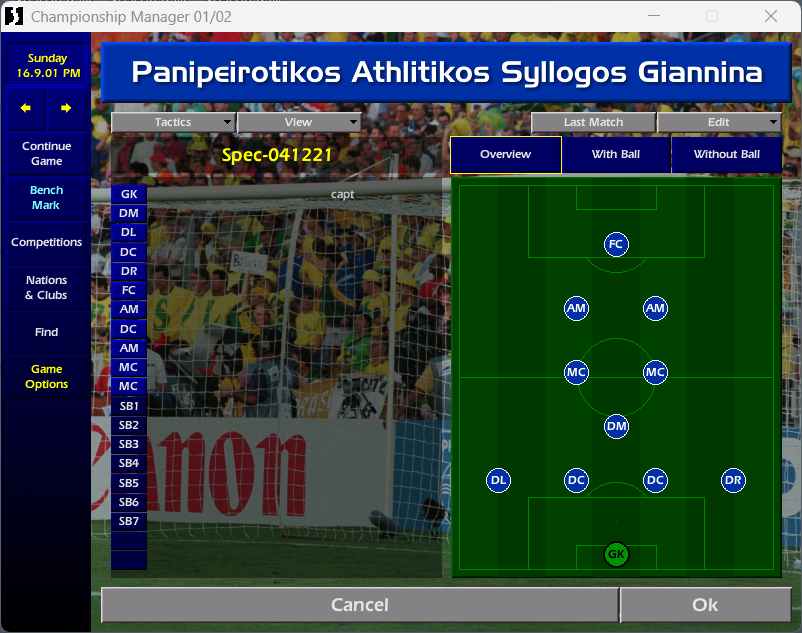 Championship Manager 01/02
Sunday
16.9.01 PM
Panipeirotikos Athlitikos Syllogos Giannina
Continue
Game
Bench
Mark
Competitions
Nations
& Clubs
Find
Game
Options
Tactics
View
Last Match
Edit
Spec-041221
Overview
With Ball
Without Ball
GK capt
DM
DL
DC
DR
FC
AM
DC
AM
MC
MC
SB1
SB2
SB3
SB4
SB5
SB6
SB7
FC
AM AM
MC MC
DM
DL DC DC DR
GK
anon
Cancel
Ok